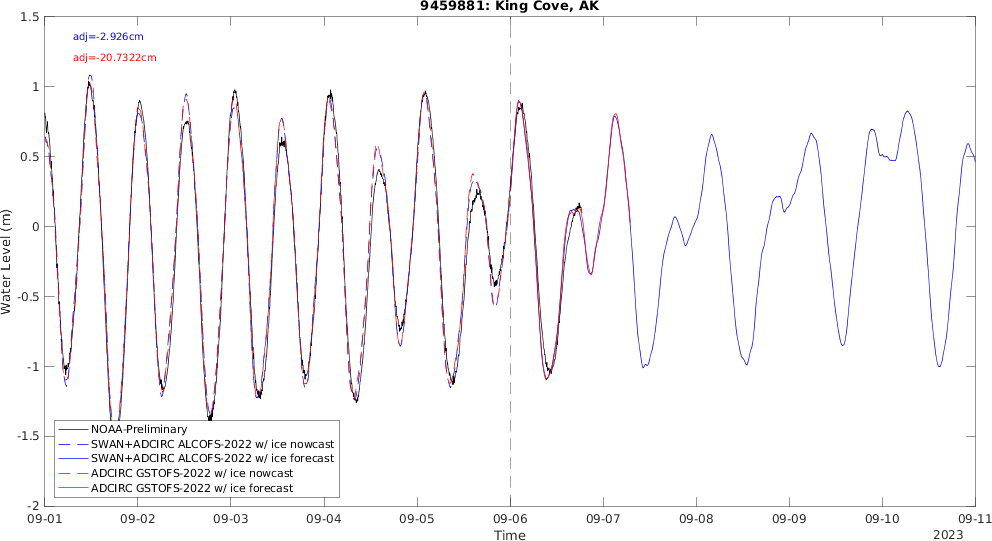 9459881: King Cove, AK
adj=-2.926cm
adj=-20.7322cm
1.5
1
0.5
0
-0.5
-1
-1.5
-2
Water Level (m)
NOAA-Preliminary
SWAN+ADCIRC ALCOFS-2022 w/ ice nowcast
SWAN+ADCIRC ALCOFS-2022 w/ ice forecast
ADCIRC GSTOFS-2022 w/ ice nowcast
ADCIRC GSTOFS-2022 w/ ice forecast
09-01 09-02 09-03 09-04 09-05 09-06 09-07 09-08 09-09 09-10 09-11
Time
2023